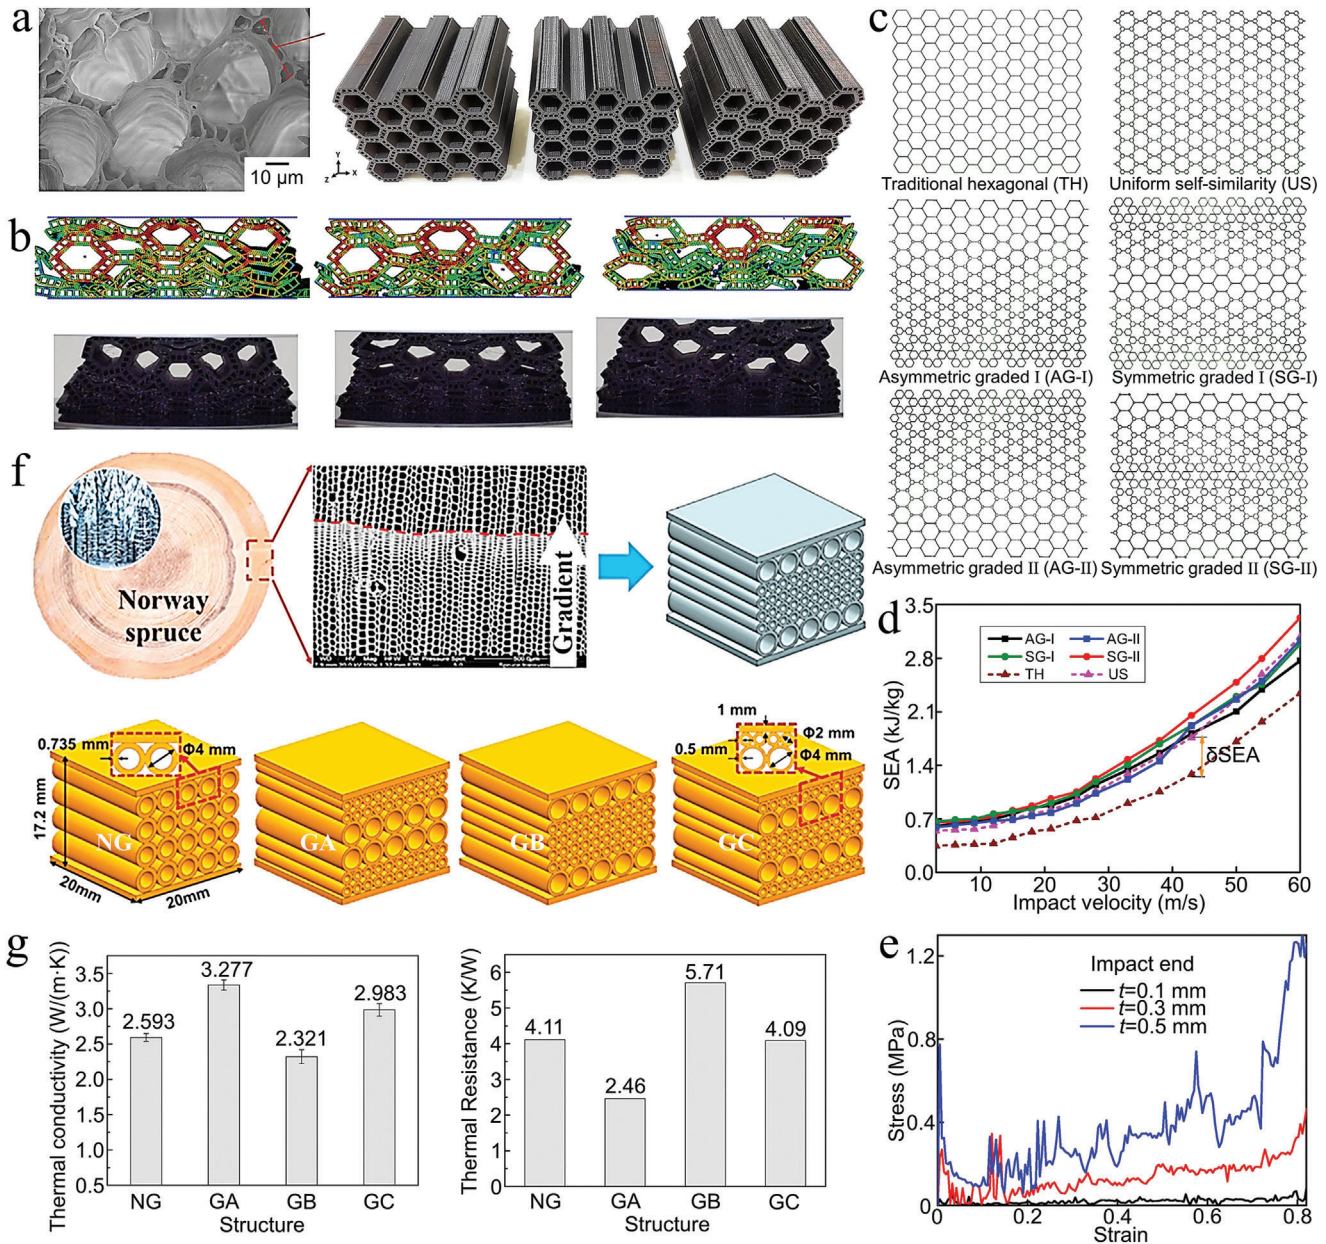 a
10 μm
Y
X
Z
b
c
Traditional hexagonal (TH)
Uniform self-similarity (US)
Asymmetric graded I (AG-I)
Symmetric graded I (SG-I)
Asymmetric graded II (AG-II)
Symmetric graded II (SG-II)
f
Norway
spruce
Gradient
0.735 mm
Φ4 mm
17.2 mm
20mm
20mm
NG
GA
GB
1 mm
0.5 mm
Φ2 mm
Φ4 mm
GC
d
SEA (kJ/kg)
3.5
2.8
2.1
1.4
0.7
0.0
AG-I
AG-II
SG-I
SG-II
TH
US
δSEA
10
20
30
40
50
60
Impact velocity (m/s)
g
Thermal conductivity (W/(m·K))
3.5
3.0
2.5
2.0
1.5
1.0
0.5
2.593
3.277
2.321
2.983
NG
GA
GB
GC
Structure
Thermal Resistance (K/W)
6
5
4
3
2
1
0
4.11
2.46
5.71
4.09
NG
GA
GB
GC
Structure
e
Stress (MPa)
1.2
0.8
0.4
0
Impact end
t=0.1 mm
t=0.3 mm
t=0.5 mm
0
0.2
0.4
0.6
0.8
Strain